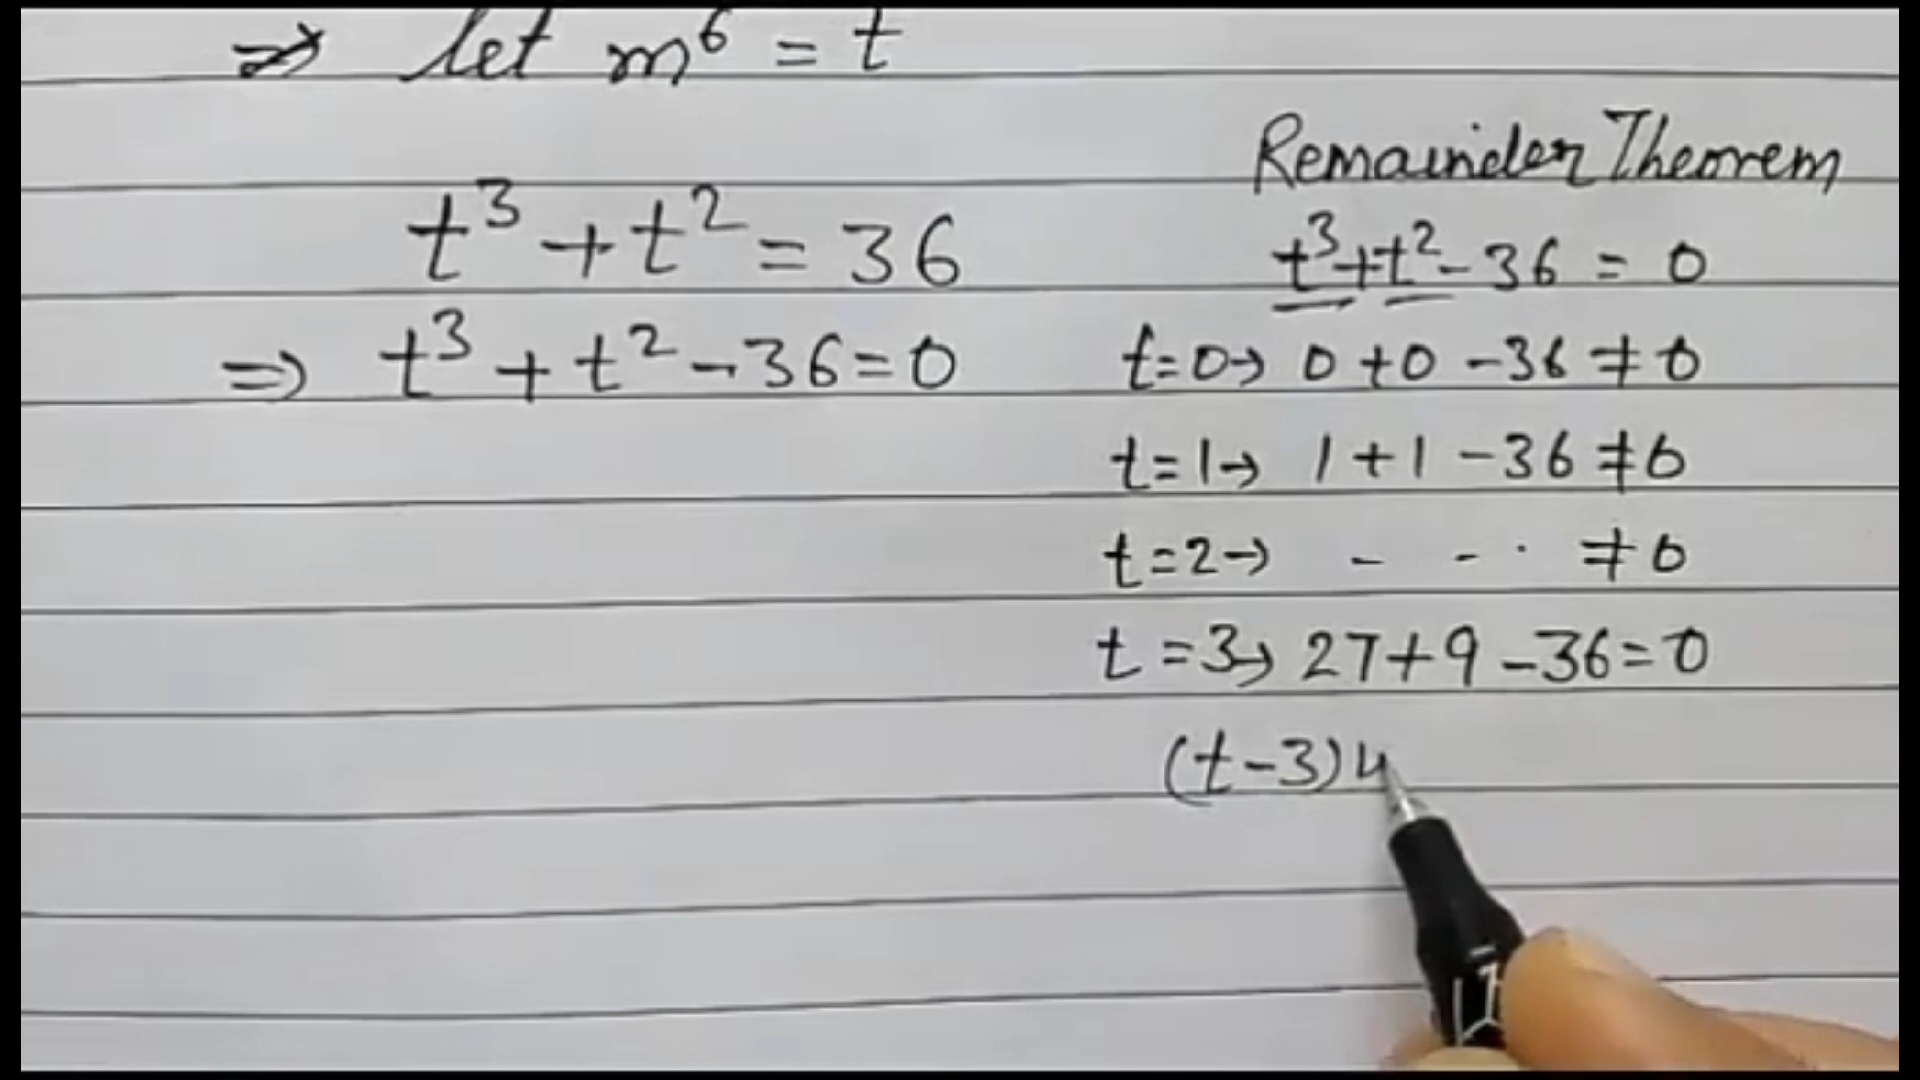 ⇒ let m⁶ = t
t³ + t² = 36
⇒ t³ + t² - 36 = 0
Remainder Theorem
t³ + t² - 36 = 0
t=0→ 0 + 0 - 36 ≠ 0
t=1→ 1 + 1 - 36 ≠ 0
t=2→ - - · ≠ 0
t=3→ 27 + 9 - 36 = 0
(t-3)